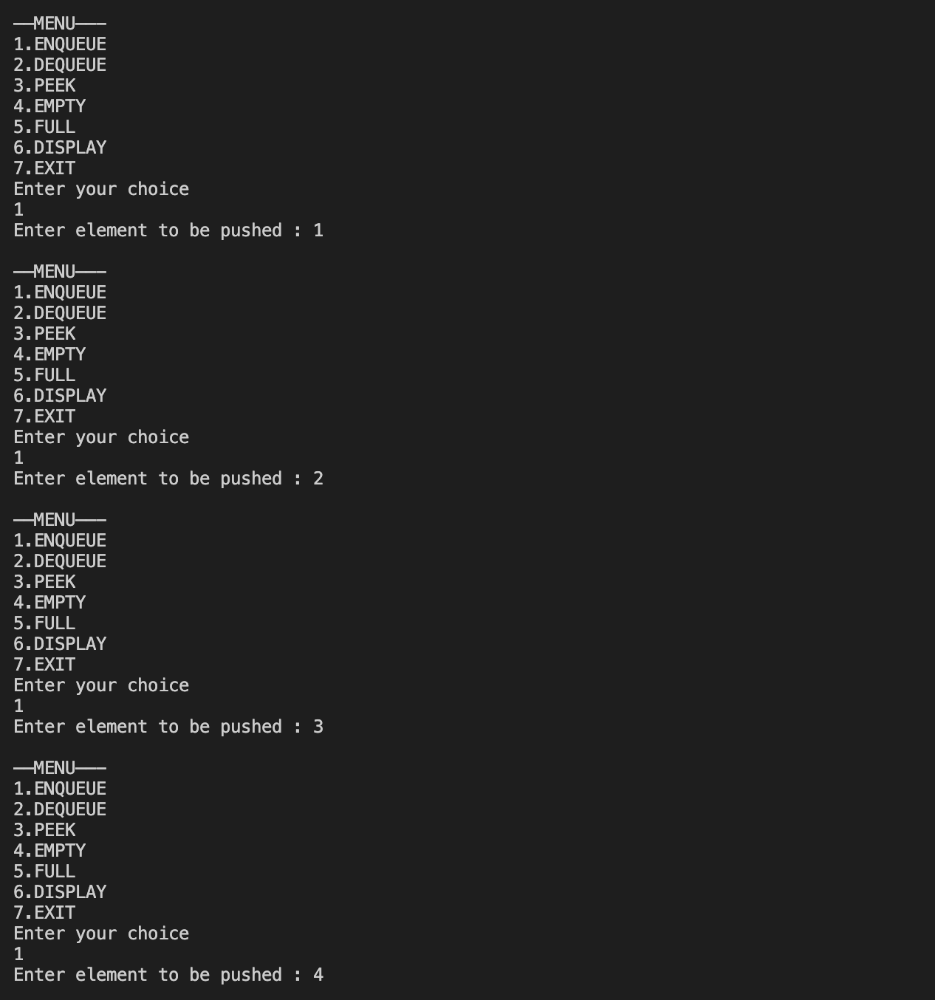 ——MENU———
1.ENQUEUE
2.DEQUEUE
3.PEEK
4.EMPTY
5.FULL
6.DISPLAY
7.EXIT
Enter your choice
1
Enter element to be pushed : 1
——MENU———
1.ENQUEUE
2.DEQUEUE
3.PEEK
4.EMPTY
5.FULL
6.DISPLAY
7.EXIT
Enter your choice
1
Enter element to be pushed : 2
——MENU———
1.ENQUEUE
2.DEQUEUE
3.PEEK
4.EMPTY
5.FULL
6.DISPLAY
7.EXIT
Enter your choice
1
Enter element to be pushed : 3
——MENU———
1.ENQUEUE
2.DEQUEUE
3.PEEK
4.EMPTY
5.FULL
6.DISPLAY
7.EXIT
Enter your choice
1
Enter element to be pushed : 4